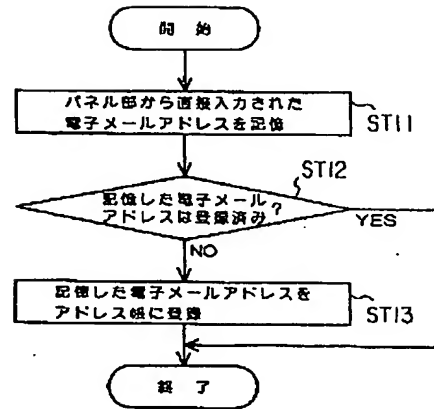 開 始
パネル部から直接入力された
電子メールアドレスを記憶
ST11
ST12
記憶した電子メール
アドレスは登録済み?
YES
NO
記憶した電子メールアドレスを
アドレス帳に登録
ST13
終 了